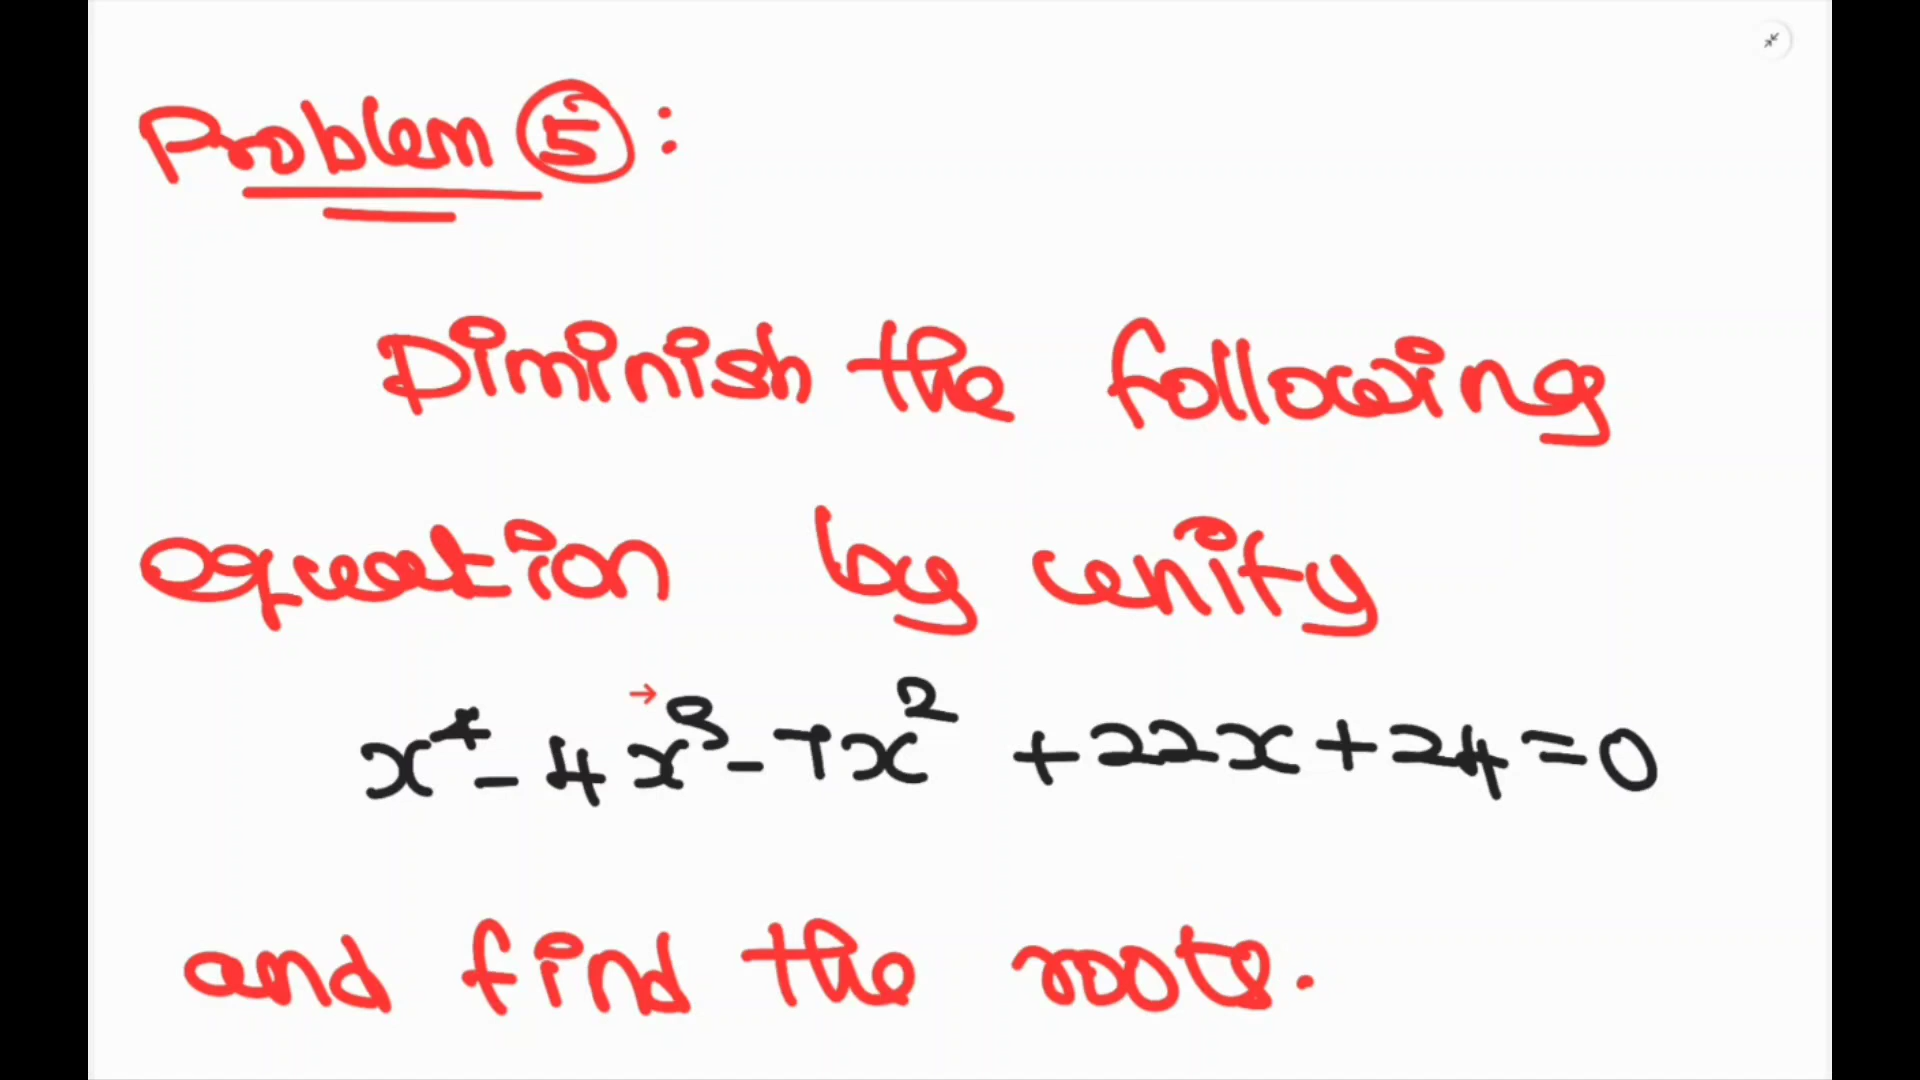 Problem 5 :
Diminish the following
equation by unity
x⁴ - 4x³ - 7x² + 22x + 24 = 0
and find the roots.